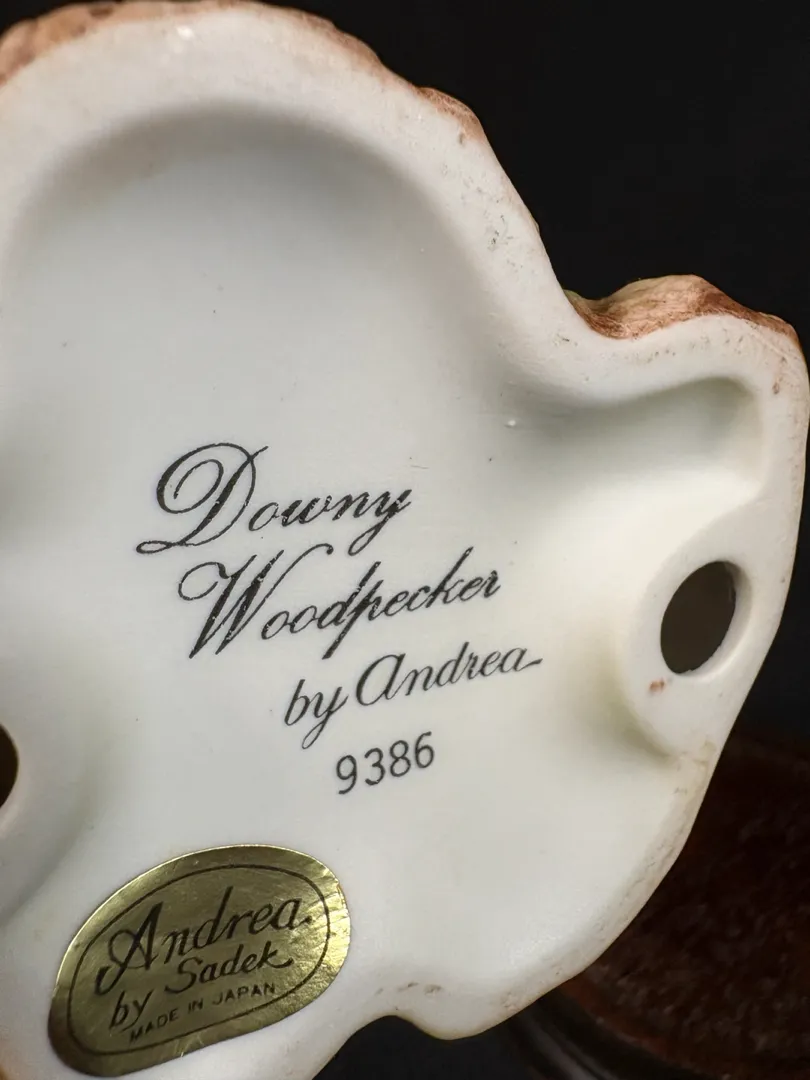 Downy
Woodpecker
by Andrea
9386
Andrea
by Sadek
MADE IN JAPAN